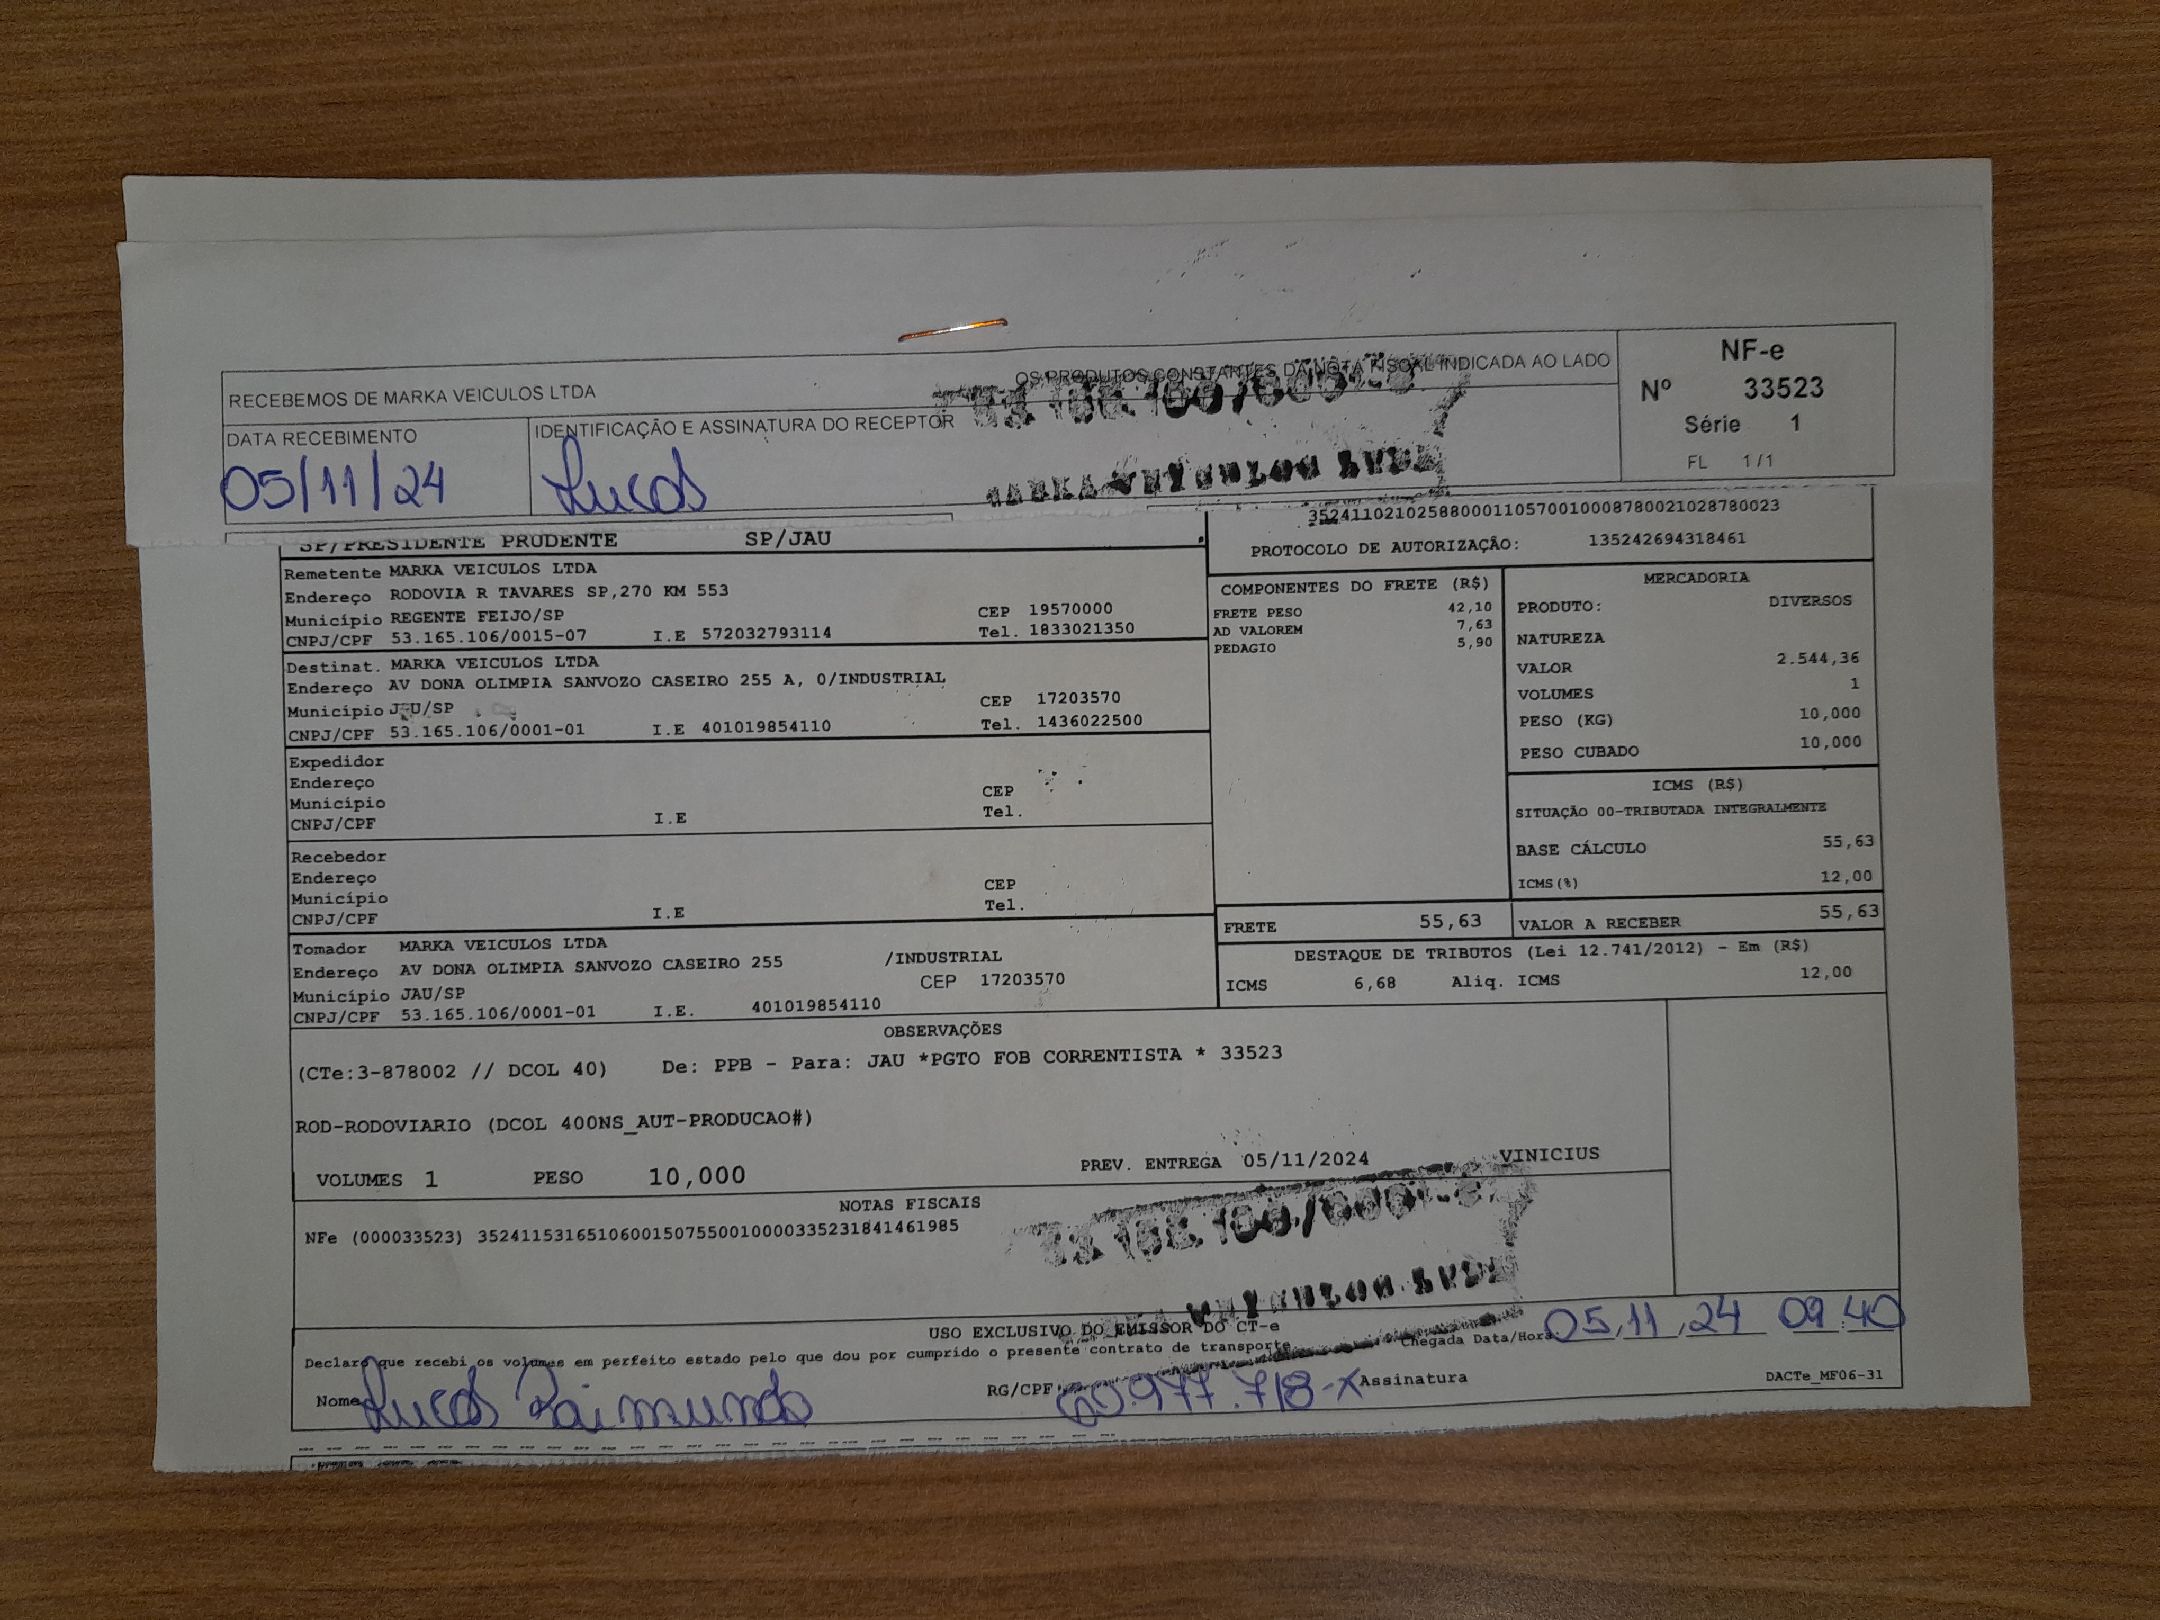 RECEBEMOS DE MARKA VEICULOS LTDA OS PRODUTOS CONSTANTES DA NOTA FISCAL INDICADA AO LADO
NF-e
Nº 33523
Série 1
FL 1/1
DATA RECEBIMENTO
05/11/24
IDENTIFICAÇÃO E ASSINATURA DO RECEPTOR
Lucas
35241102102588000110570010008780021028780023
PROTOCOLO DE AUTORIZAÇÃO: 135242694318461
SP/PRESIDENTE PRUDENTE SP/JAU
Remetente MARKA VEICULOS LTDA
Endereço RODOVIA R TAVARES SP,270 KM 553
Município REGENTE FEIJO/SP CEP 19570000
CNPJ/CPF 53.165.106/0015-07 I.E 572032793114 Tel. 1833021350
Destinat. MARKA VEICULOS LTDA
Endereço AV DONA OLIMPIA SANVOZO CASEIRO 255 A, 0/INDUSTRIAL
Município JAU/SP CEP 17203570
CNPJ/CPF 53.165.106/0001-01 I.E 401019854110 Tel. 1436022500
Expedidor
Endereço
Município CEP
CNPJ/CPF I.E Tel.
Recebedor
Endereço
Município CEP
CNPJ/CPF I.E Tel.
Tomador MARKA VEICULOS LTDA
Endereço AV DONA OLIMPIA SANVOZO CASEIRO 255 /INDUSTRIAL
Município JAU/SP CEP 17203570
CNPJ/CPF 53.165.106/0001-01 I.E. 401019854110
COMPONENTES DO FRETE (R$)
FRETE PESO 42,10
AD VALOREM 7,63
PEDAGIO 5,90
MERCADORIA
PRODUTO: DIVERSOS
NATUREZA
VALOR 2.544,36
VOLUMES 1
PESO (KG) 10,000
PESO CUBADO 10,000
ICMS (R$)
SITUAÇÃO 00-TRIBUTADA INTEGRALMENTE
BASE CÁLCULO 55,63
ICMS(%) 12,00
FRETE 55,63 VALOR A RECEBER 55,63
DESTAQUE DE TRIBUTOS (Lei 12.741/2012) - Em (R$)
ICMS 6,68 Aliq. ICMS 12,00
OBSERVAÇÕES
(CTe:3-878002 // DCOL 40) De: PPB - Para: JAU *PGTO FOB CORRENTISTA * 33523
ROD-RODOVIARIO (DCOL 400NS_AUT-PRODUCAO#)
VOLUMES 1 PESO 10,000 PREV. ENTREGA 05/11/2024 VINICIUS
NOTAS FISCAIS
NFe (000033523) 35241153165106001507550010000335231841461985
USO EXCLUSIVO DO EMISSOR DO CT-e
Declaro que recebi os volumes em perfeito estado pelo que dou por cumprido o presente contrato de transporte. Chegada Data/Hora 05,11,24 09:40
Nome Lucas Raimundo RG/CPF 60.977.718-X Assinatura DACTe_MF06-31